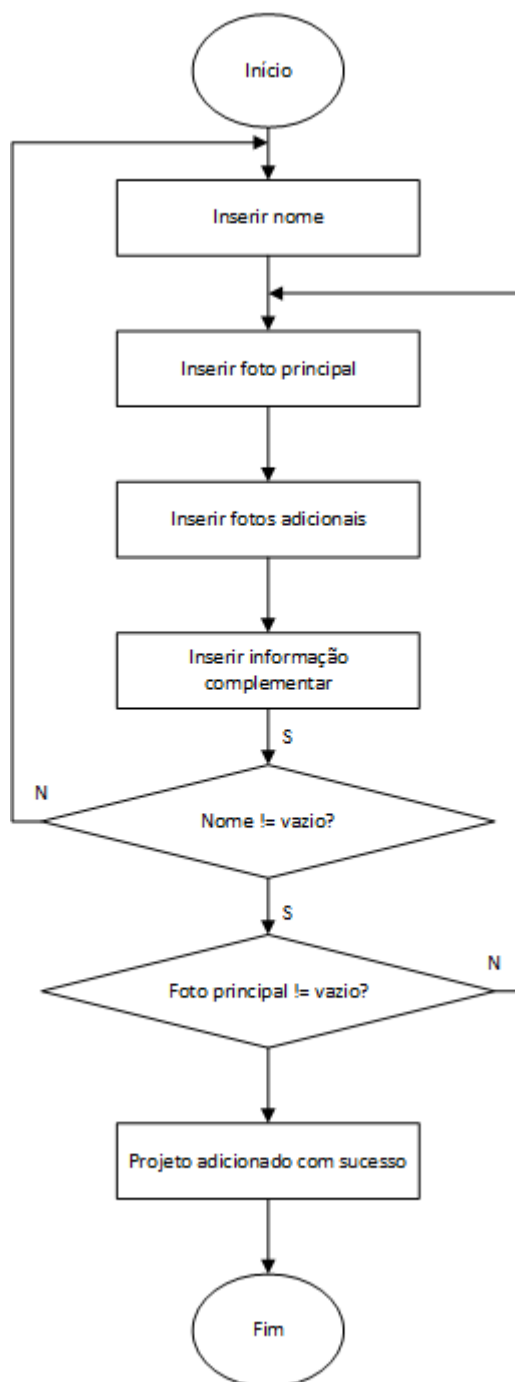 Início
Inserir nome
Inserir foto principal
Inserir fotos adicionais
Inserir informação
complementar
S
N
Nome != vazio?
S
N
Foto principal != vazio?
Projeto adicionado com sucesso
Fim